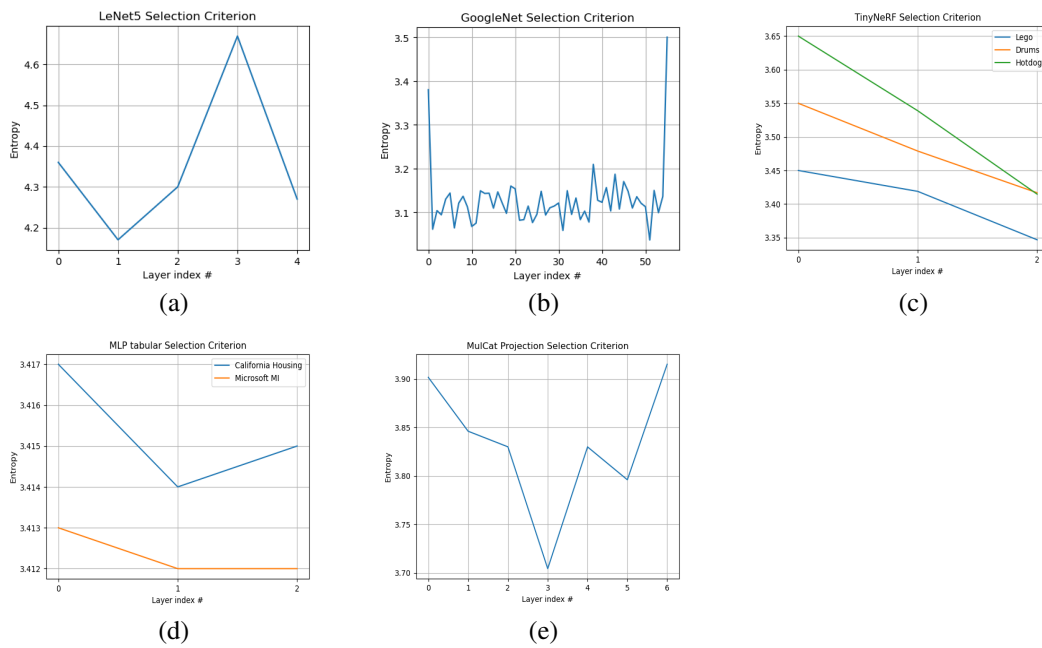 LeNet5 Selection Criterion
4.6
4.5
4.4
4.3
4.2
Entropy
0 1 2 3 4
Layer index #
(a)
GoogleNet Selection Criterion
3.5
3.4
3.3
3.2
3.1
Entropy
0 10 20 30 40 50
Layer index #
(b)
TinyNeRF Selection Criterion
Lego
Drums
Hotdog
3.65
3.60
3.55
3.50
3.45
3.40
3.35
Entropy
0 1 2
Layer index #
(c)
MLP tabular Selection Criterion
California Housing
Microsoft MI
3.417
3.416
3.415
3.414
3.413
3.412
Entropy
0 1 2
Layer index #
(d)
MulCat Projection Selection Criterion
3.90
3.85
3.80
3.75
3.70
Entropy
0 1 2 3 4 5 6
Layer index #
(e)